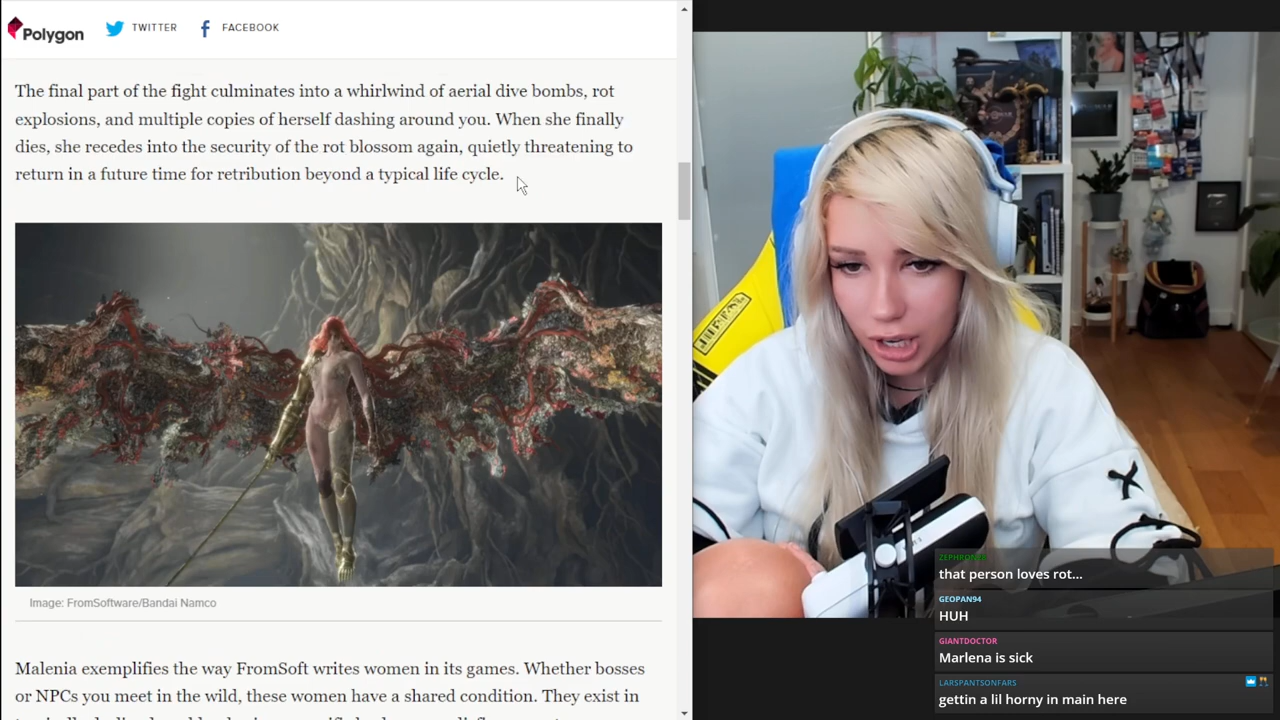 Polygon
TWITTER
FACEBOOK
The final part of the fight culminates into a whirlwind of aerial dive bombs, rot
explosions, and multiple copies of herself dashing around you. When she finally
dies, she recedes into the security of the rot blossom again, quietly threatening to
return in a future time for retribution beyond a typical life cycle.
Image: FromSoftware/Bandai Namco
Malenia exemplifies the way FromSoft writes women in its games. Whether bosses
or NPCs you meet in the wild, these women have a shared condition. They exist in
that person loves rot...
GEOPAN94
HUH
GIANTDOCTOR
Marlena is sick
LARSPANTSONFARS
gettin a lil horny in main here